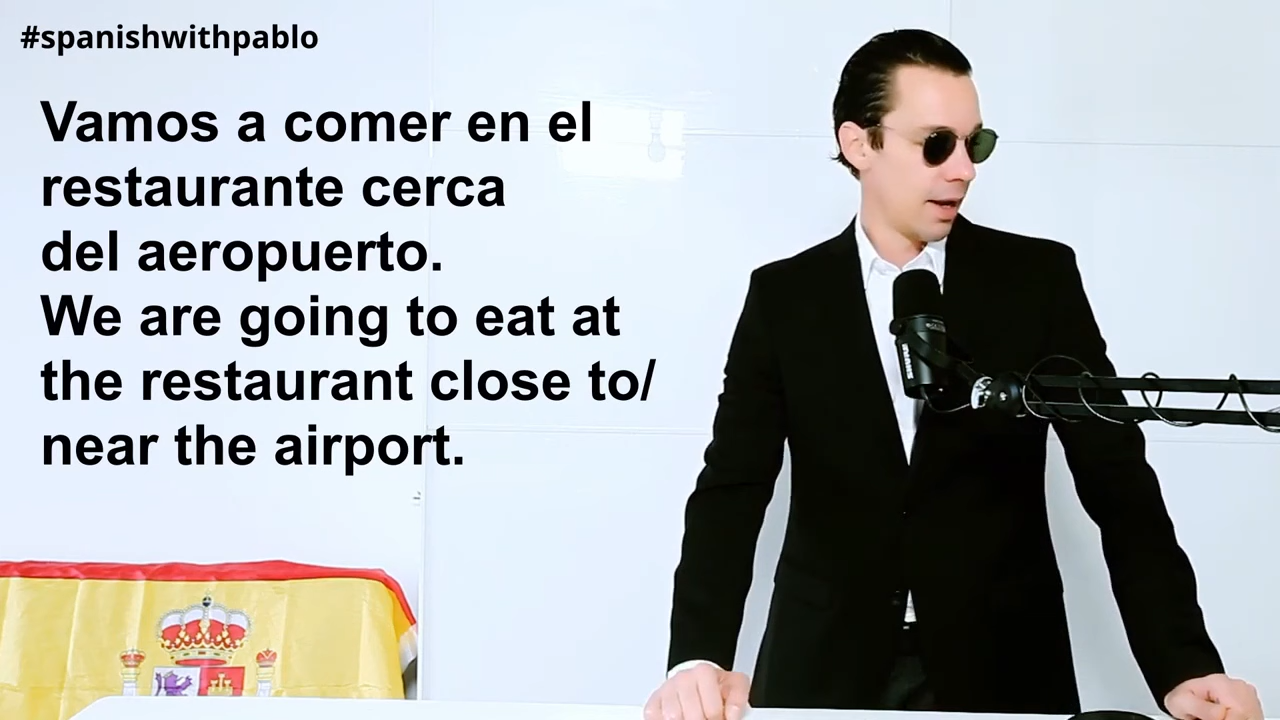 #spanishwithpablo
Vamos a comer en el
restaurante cerca
del aeropuerto.
We are going to eat at
the restaurant close to/
near the airport.